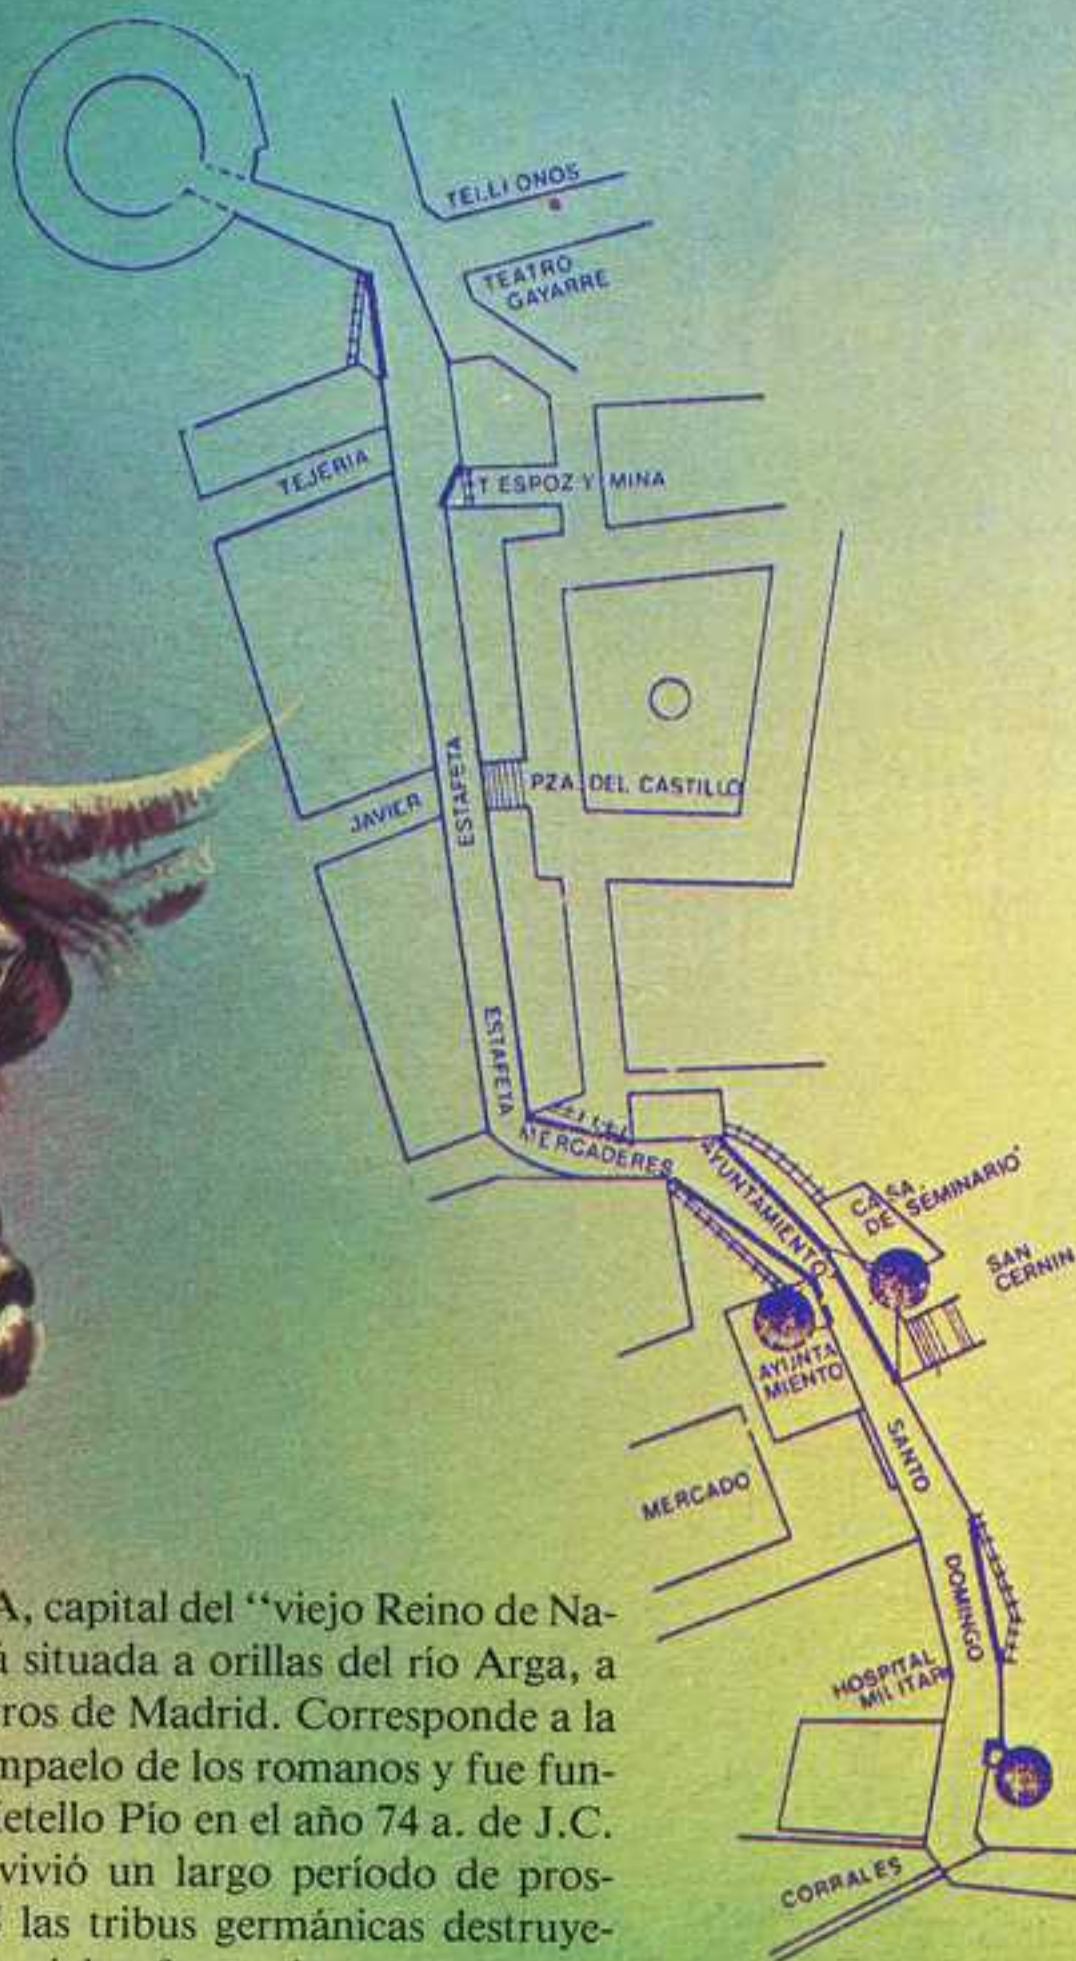 TEATRO
GAYARRE
TEJERIA
T ESPOZ Y MINA
PZA. DEL CASTILLO
JAVIER
ESTAFETA
ESTAFETA
MERCADERES
AYUNTAMIENTO
CASA
DE SEMINARIO
SAN
CERNIN
AYUNTA
MIENTO
SANTO
MERCADO
DOMINGO
HOSPITAL
MILITAR
CORRALES
A, capital del “viejo Reino de Na-
á situada a orillas del río Arga, a
ros de Madrid. Corresponde a la
mpaelo de los romanos y fue fun-
etello Pío en el año 74 a. de J.C.
vivió un largo período de pros-
las tribus germánicas destruye-